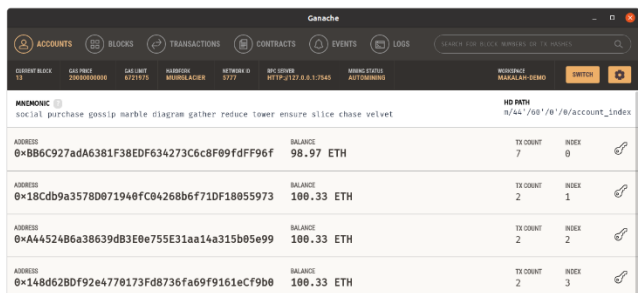 Ganache
ACCOUNTS BLOCKS TRANSACTIONS CONTRACTS EVENTS LOGS SEARCH FOR BLOCK NUMBERS OR TX HASHES
CURRENT BLOCK GAS PRICE GAS LIMIT HARDFORK NETWORK ID RPC SERVER MINING STATUS WORKSPACE
13 20000000000 6721975 MUIRGLACIER 5777 HTTP://127.0.0.1:7545 AUTOMINING MAKALAH-DEMO SWITCH
MNEMONIC HD PATH
social purchase gossip marble diagram gather reduce tower ensure slice chase velvet m/44'/60'/0'/0/account_index
ADDRESS BALANCE TX COUNT INDEX
0×BB6C927adA6381F38EDF634273C6c8F09fdFF96f 98.97 ETH 7 0
ADDRESS BALANCE TX COUNT INDEX
0×18Cdb9a3578D071940fC04268b6f71DF18055973 100.33 ETH 2 1
ADDRESS BALANCE TX COUNT INDEX
0×A44524B6a38639dB3E0e755E31aa14a315b05e99 100.33 ETH 2 2
ADDRESS BALANCE TX COUNT INDEX
0×148d62BDf92e4770173Fd8736fa69f9161eCf9b0 100.33 ETH 2 3